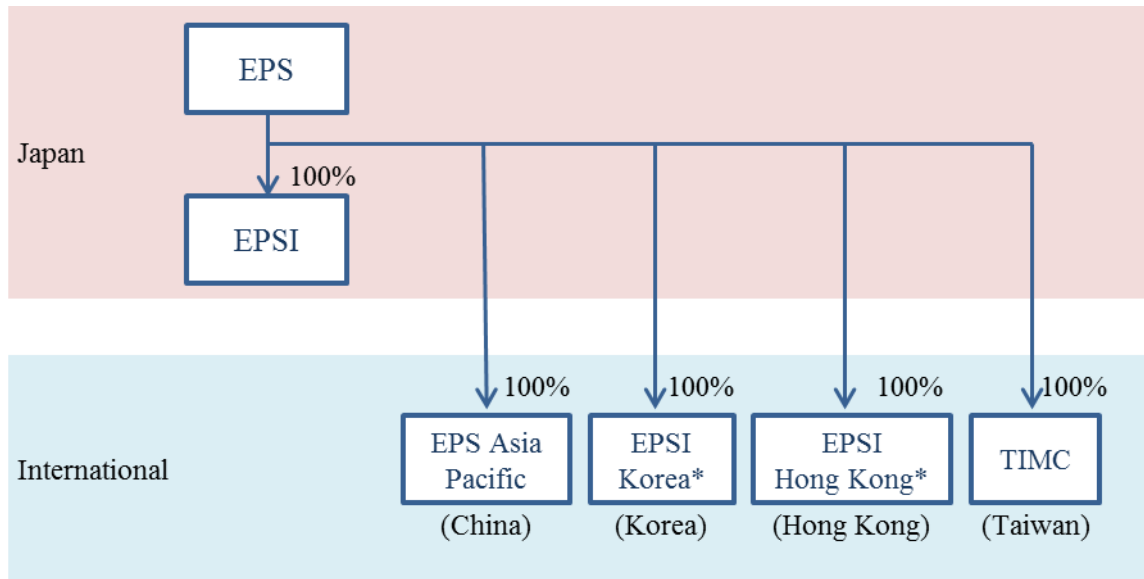 EPS
Japan
100%
EPSI
100%
100%
100%
100%
EPS Asia
Pacific
EPSI
Korea*
EPSI
Hong Kong*
TIMC
International
(China)
(Korea)
(Hong Kong)
(Taiwan)